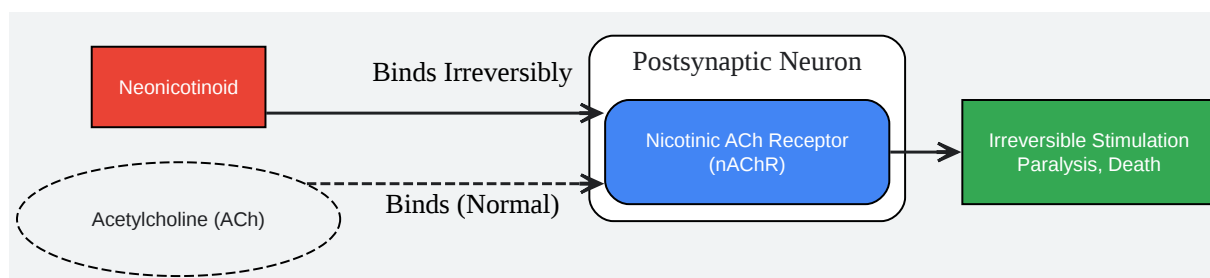 Neonicotinoid
Binds Irreversibly
Postsynaptic Neuron
Nicotinic ACh Receptor
(nAChR)
Irreversible Stimulation
Paralysis, Death
Acetylcholine (ACh)
Binds (Normal)